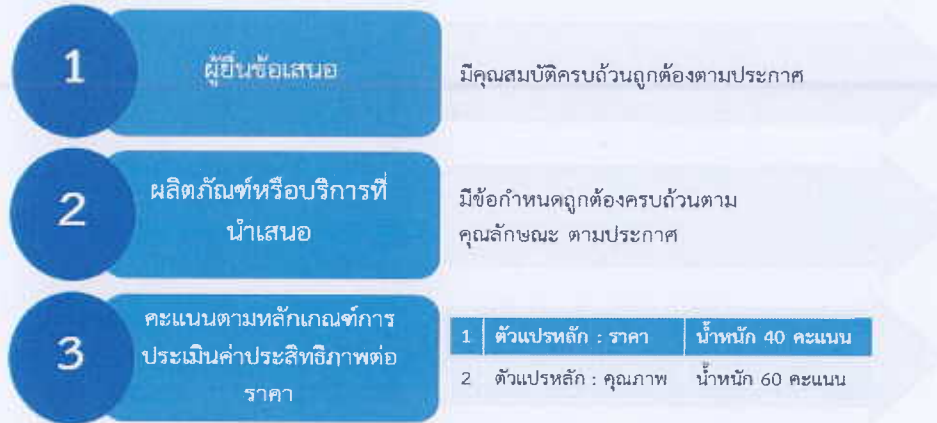 1
ผู้ยื่นข้อเสนอ
มีคุณสมบัติครบถ้วนถูกต้องตามประกาศ
2
ผลิตภัณฑ์หรือบริการที่
นำเสนอ
มีข้อกำหนดถูกต้องครบถ้วนตาม
คุณลักษณะ ตามประกาศ
3
คะแนนตามหลักเกณฑ์การ
ประเมินค่าประสิทธิภาพต่อ
ราคา
1 ตัวแปรหลัก : ราคา น้ำหนัก 40 คะแนน
2 ตัวแปรหลัก : คุณภาพ น้ำหนัก 60 คะแนน